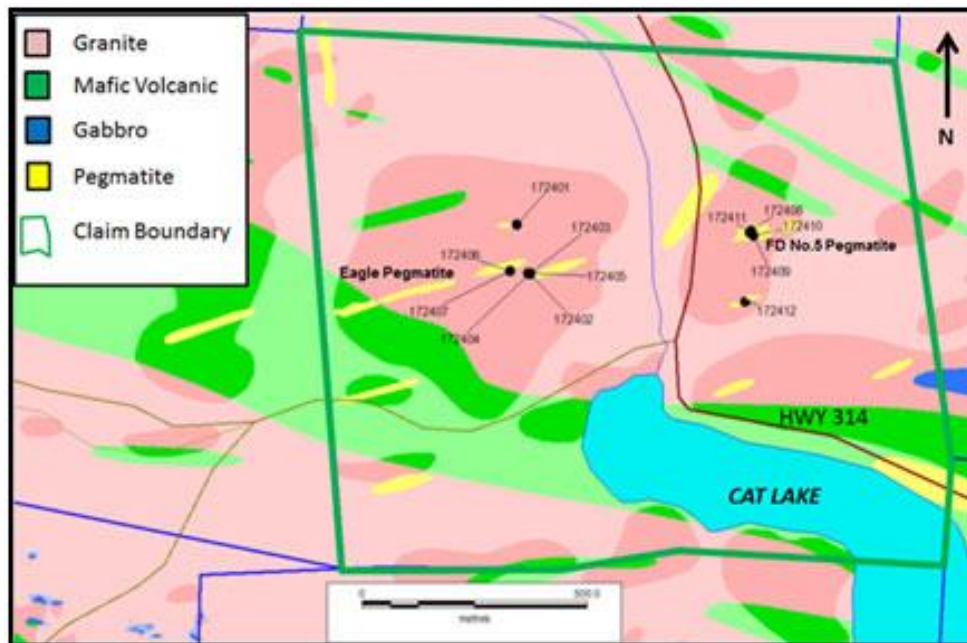 Granite
Mafic Volcanic
Gabbro
Pegmatite
Claim Boundary
N
172401
172403
172406
Eagle Pegmatite
172405
172407
172402
172404
172411
172410
FD No.5 Pegmatite
172409
172412
HWY 314
CAT LAKE
0
500.0
metres